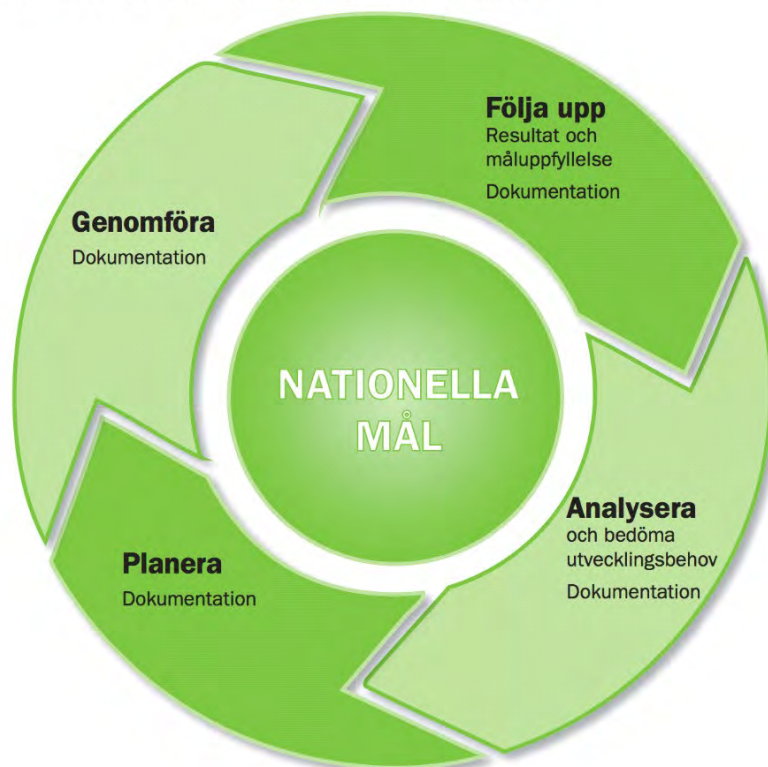 Följa upp
Resultat och
måluppfyllelse
Dokumentation
Genomföra
Dokumentation
NATIONELLA
MÅL
Analysera
och bedöma
utvecklingsbehov
Dokumentation
Planera
Dokumentation